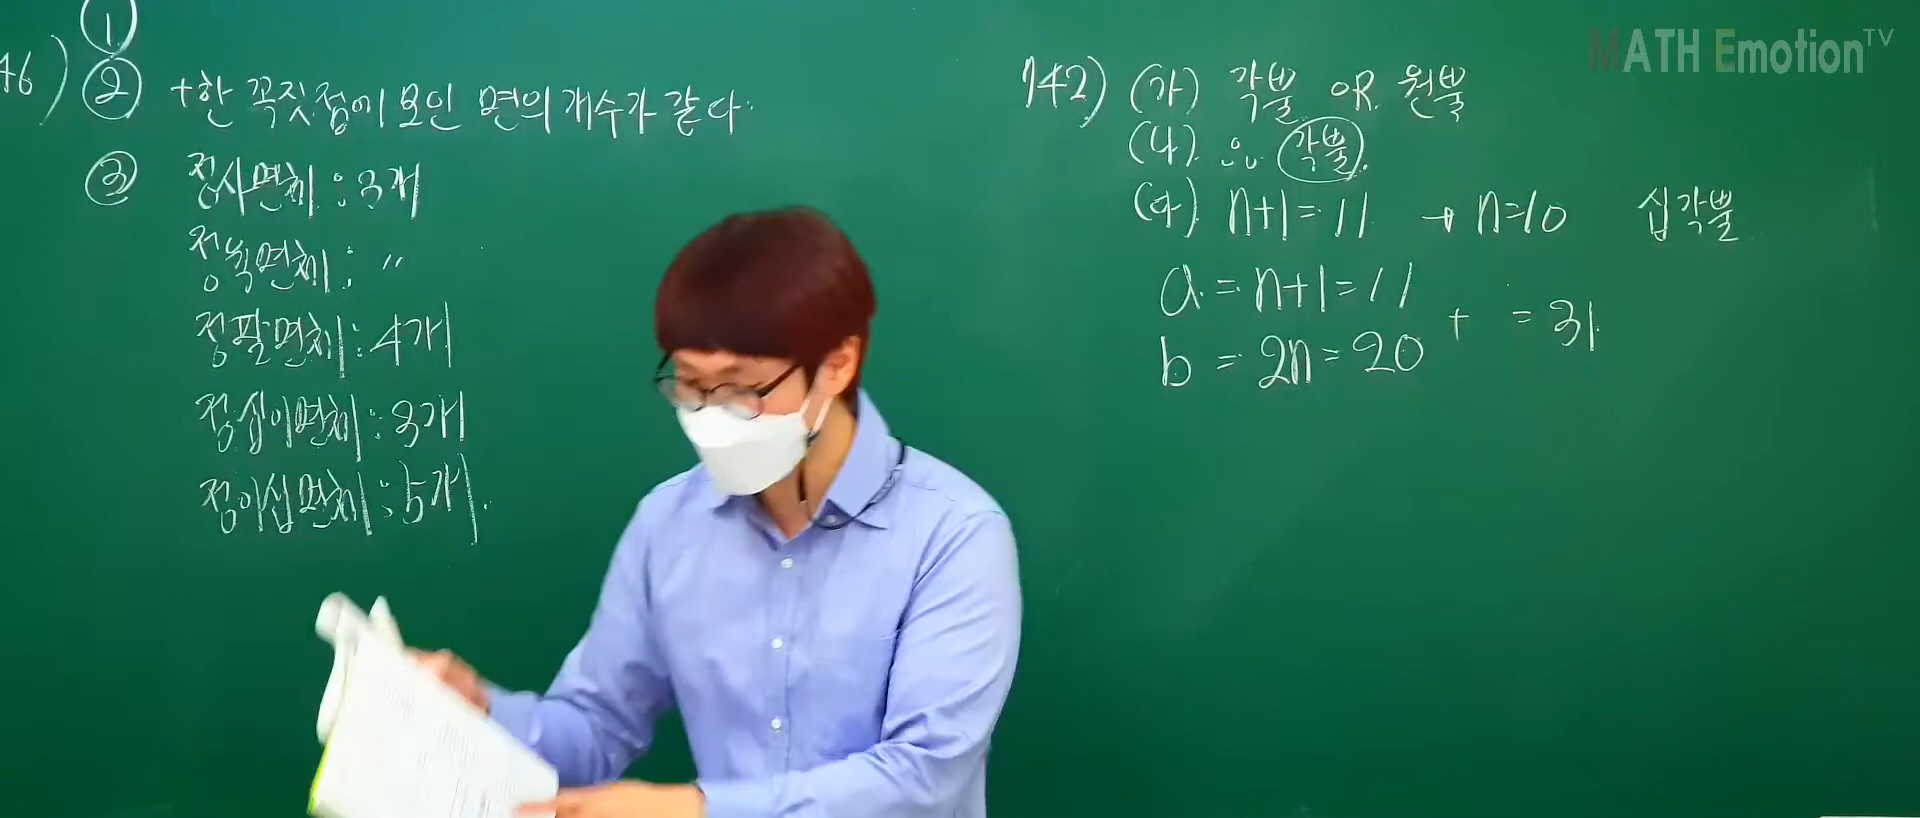 46)
①
② +한 꼭짓점에 모인 면의 개수가 같다.
③ 정사면체 : 3개
정육면체 : 〃
정팔면체 : 4개
정십이면체 : 3개
정이십면체 : 5개.
742) (가) 각뿔 OR 원뿔
(나) ∴ 각뿔.
(다) n+1=11 → n=10 십각뿔
a = n+1 = 11
b = 2n = 20
+ = 31
MATH Emotion TV